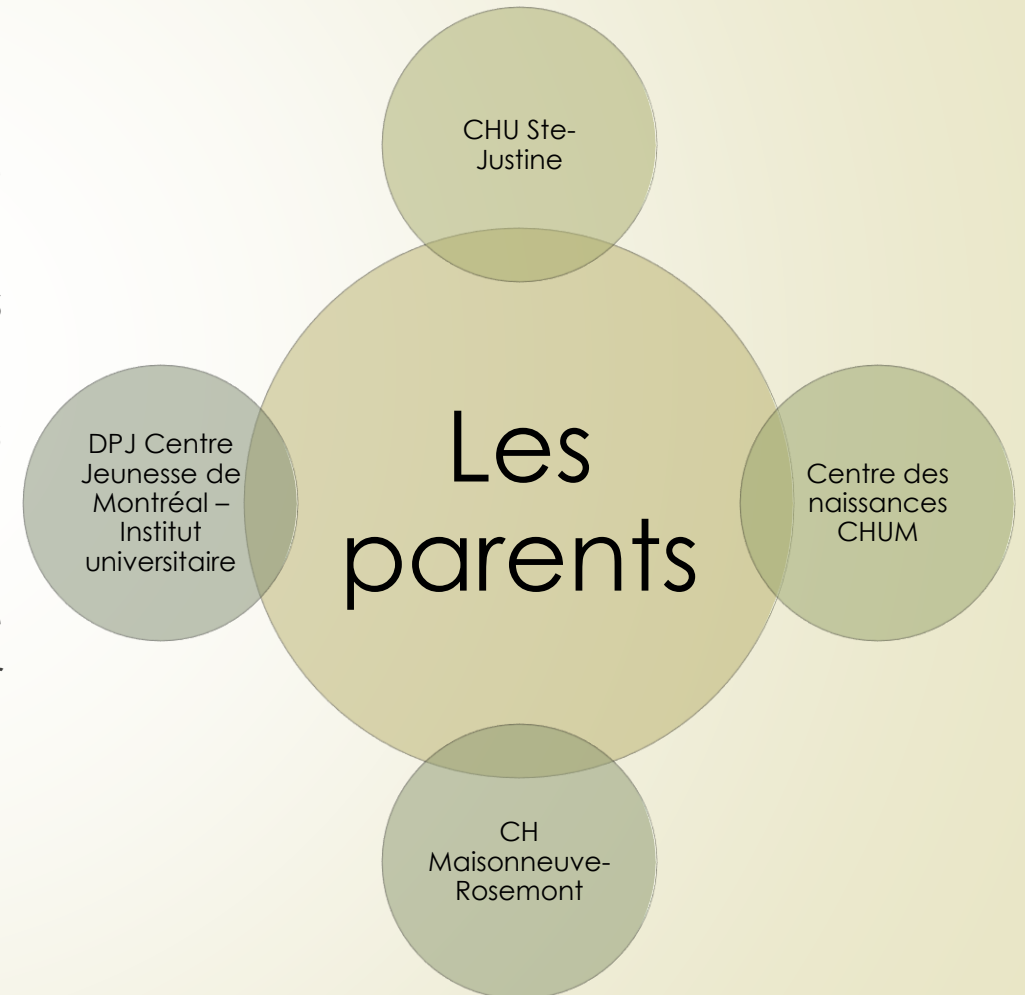 CHU Ste-
Justine
DPJ Centre
Jeunesse de
Montréal –
Institut
universitaire
Les
parents
Centre des
naissances
CHUM
CH
Maisonneuve-
Rosemont